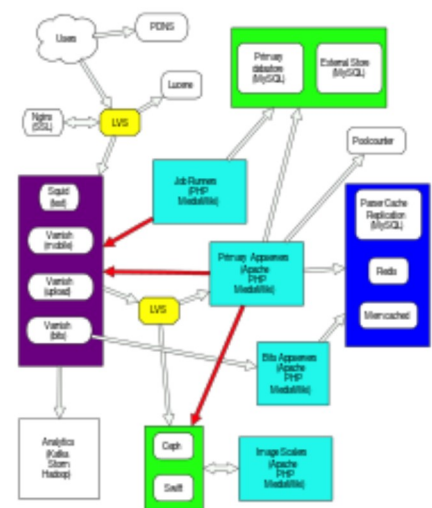 Users
PDNS
Lucene
Nginx
(SSL)
LVS
Primary
datastore
(MySQL)
External Store
(MySQL)
Poolcounter
Squid
(text)
Varnish
(mobile)
Varnish
(upload)
Varnish
(bits)
Job Runners
(PHP
MediaWiki)
Primary Appservers
(Apache
PHP
MediaWiki)
LVS
Parser Cache
Replication
(MySQL)
Redis
Memcached
Bits Appservers
(Apache
PHP
MediaWiki)
Analytics
(Kafka
Storm
Hadoop)
Ceph
Swift
Image Scalers
(Apache
PHP
MediaWiki)